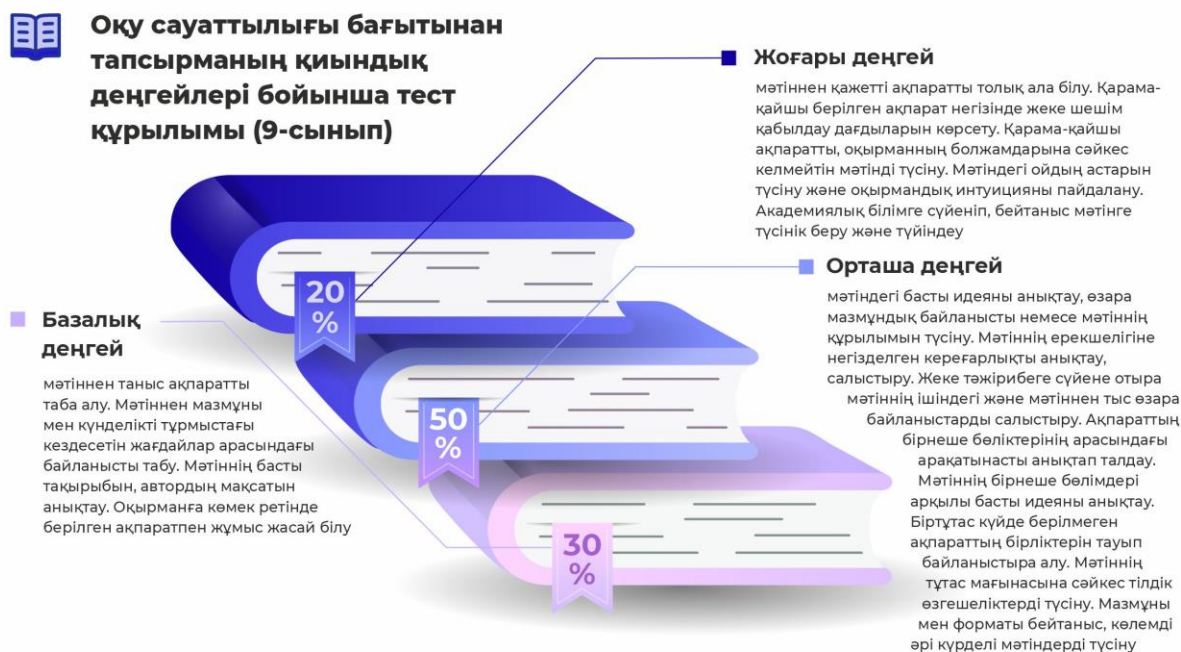 Оқу сауаттылығы бағытынан
тапсырманың қиындық
деңгейлері бойынша тест
құрылымы (9-сынып)
Жоғары деңгей
мәтіннен қажетті ақпаратты толық ала білу. Қарама-
қайшы берілген ақпарат негізінде жеке шешім
қабылдау дағдыларын көрсету. Қарама-қайшы
ақпаратты, оқырманның болжамдарына сәйкес
келмейтін мәтінді түсіну. Мәтіндегі ойдың астарын
түсіну және оқырмандық интуицияны пайдалану.
Академиялық білімге сүйеніп, бейтаныс мәтінге
түсінік беру және түйіндеу
20
%
Орташа деңгей
мәтіндегі басты идеяны анықтау, өзара
мазмұндық байланысты немесе мәтіннің
құрылымын түсіну. Мәтіннің ерекшелігіне
негізделген кереғарлықты анықтау,
салыстыру. Жеке тәжірибеге сүйене отыра
мәтіннің ішіндегі және мәтіннен тыс өзара
байланыстарды салыстыру. Ақпараттың
бірнеше бөліктерінің арасындағы
арақатынасты анықтап талдау.
Мәтіннің бірнеше бөлімдері
арқылы басты идеяны анықтау.
Біртұтас күйде берілмеген
ақпараттың бірліктерін тауып
байланыстыра алу. Мәтіннің
тұтас мағынасына сәйкес тілдік
өзгешеліктерді түсіну. Мазмұны
мен форматы бейтаныс, көлемді
әрі күрделі мәтіндерді түсіну
50
%
Базалық
деңгей
мәтіннен таныс ақпаратты
таба алу. Мәтіннен мазмұны
мен күнделікті тұрмыстағы
кездесетін жағдайлар арасындағы
байланысты табу. Мәтіннің басты
тақырыбын, автордың мақсатын
анықтау. Оқырманға көмек ретінде
берілген ақпаратпен жұмыс жасай білу
30
%